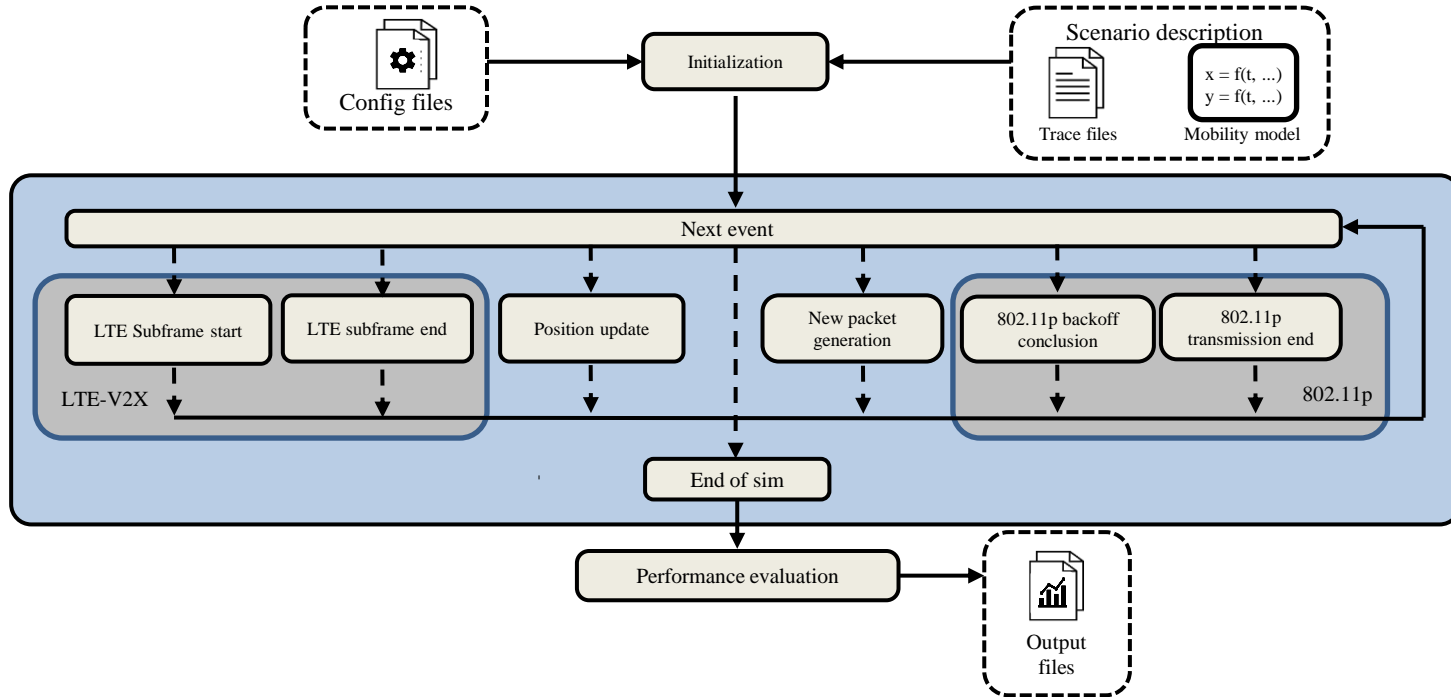 Config files
Initialization
Scenario description
x = f(t, ...)
y = f(t, ...)
Trace files
Mobility model
Next event
LTE Subframe start
LTE subframe end
Position update
New packet
generation
802.11p backoff
conclusion
802.11p
transmission end
LTE-V2X
802.11p
End of sim
Performance evaluation
Output
files